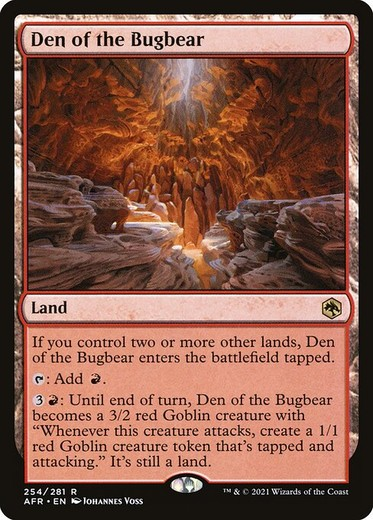 Den of the Bugbear
Land
If you control two or more other lands, Den
of the Bugbear enters the battlefield tapped.
: Add .
3 : Until end of turn, Den of the Bugbear
becomes a 3/2 red Goblin creature with
“Whenever this creature attacks, create a 1/1
red Goblin creature token that's tapped and
attacking.” It's still a land.
254/281 R
AFR • EN Johannes Voss
™ & © 2021 Wizards of the Coast